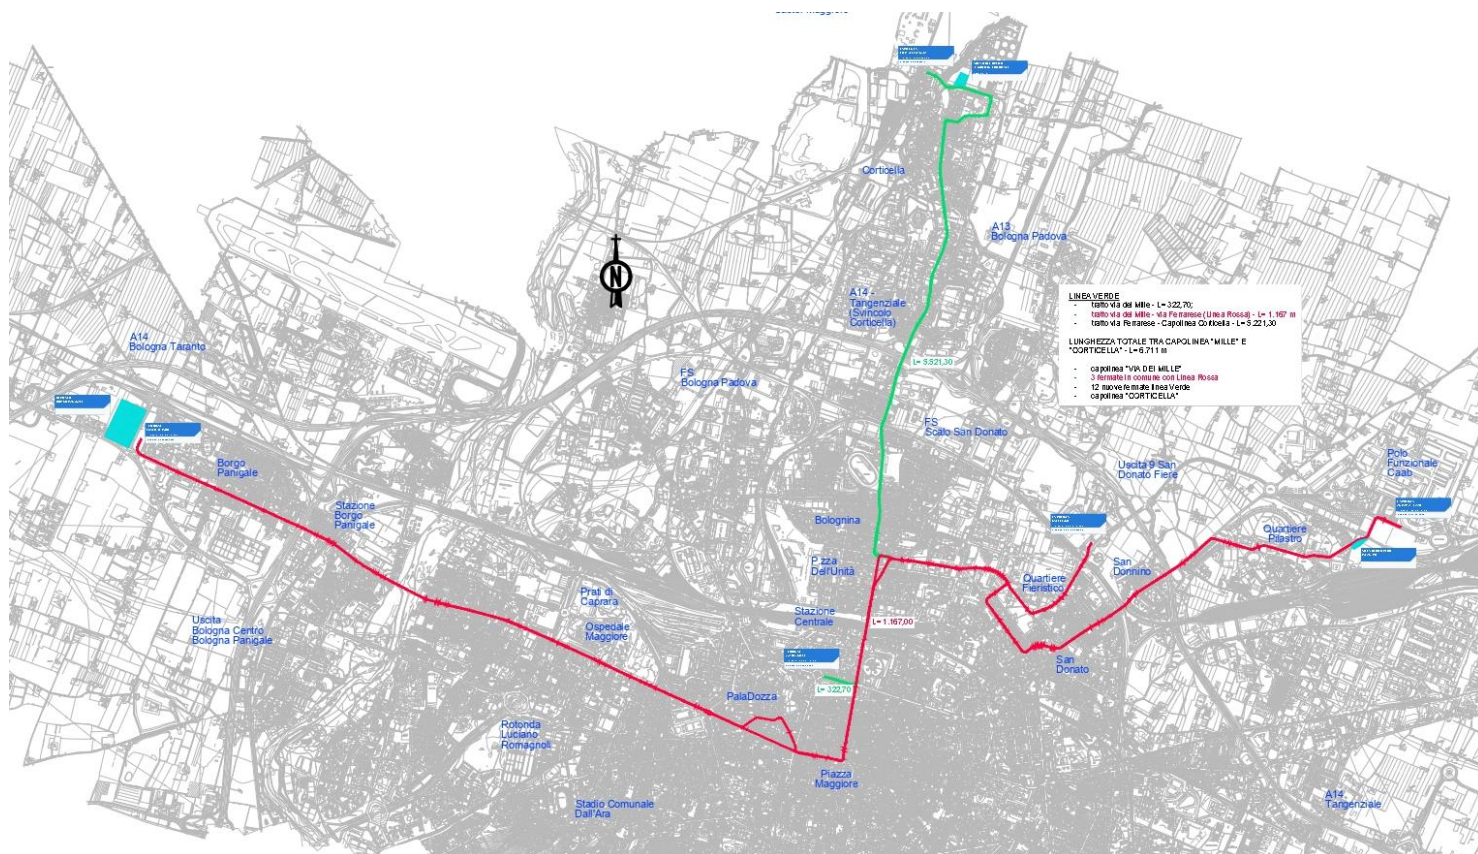 Castel Maggiore
Corticella
A13
Bologna Padova
A14 -
Tangenziale
(Svincolo
Corticella)
LINEA VERDE
- tratto via dei Mille - L= 322,70;
- tratto via dei Mille - via Ferrarese (Linea Rossa) - L= 1.167 m
- tratto via Ferrarese - Capolinea Corticella - L= 5.221,30
LUNGHEZZA TOTALE TRA CAPOLINEA "MILLE" E
"CORTICELLA" - L= 6.711 m
- capolinea "VIA DEI MILLE"
- 3 fermate in comune con Linea Rossa
- 12 nuove fermate linea Verde
- capolinea "CORTICELLA"
N
A14
Bologna Taranto
L= 5.521,30
FS
Bologna Padova
FS
Scalo San Donato
Borgo
Panigale
Uscita 9 San
Donato Fiere
Polo
Funzionale
Caab
Stazione
Borgo
Panigale
Bolognina
Quartiere
Pilastro
P.zza
Dell'Unità
San
Donnino
Quartiere
Fieristico
Prati di
Caprara
Stazione
Centrale
L= 1.167,00
Uscita
Bologna Centro
Bologna Panigale
Ospedale
Maggiore
San
Donato
L= 322,70
PalaDozza
Rotonda
Luciano
Romagnoli
Piazza
Maggiore
Stadio Comunale
Dall'Ara
A14
Tangenziale